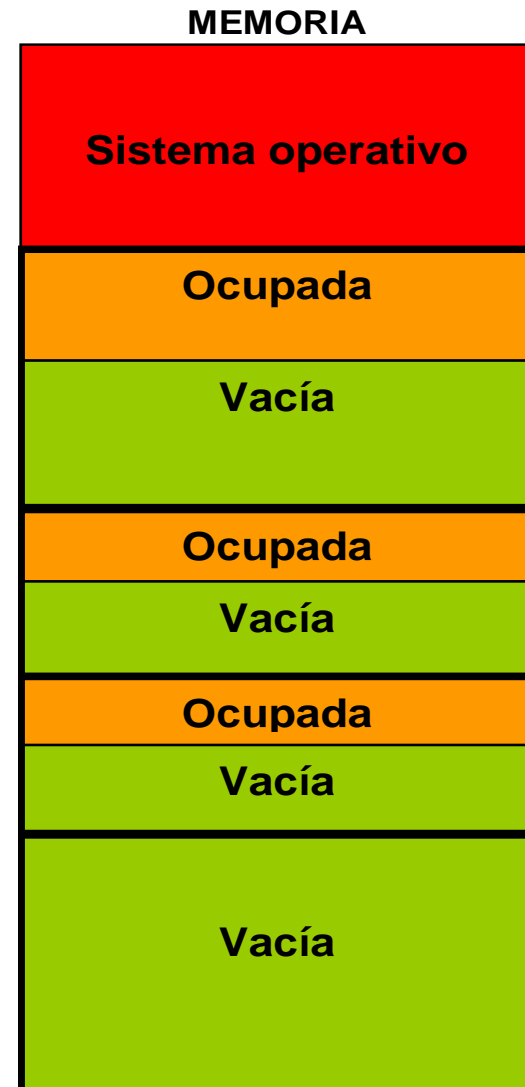 MEMORIA
Sistema operativo
Ocupada
Vacía
Ocupada
Vacía
Ocupada
Vacía
Vacía